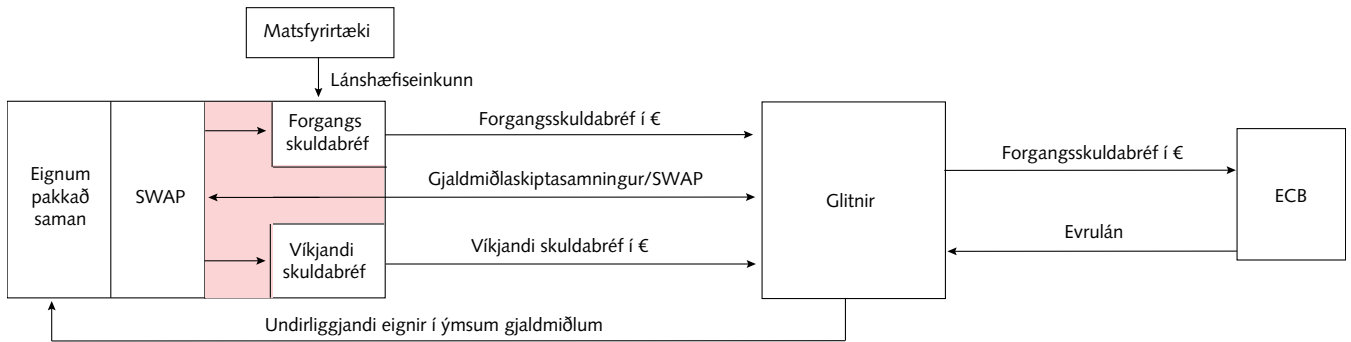 Matsfyrirtæki
Lánshæfiseinkunn
Eignum
pakkað
saman
SWAP
Forgangs
skuldabréf
Forgangsskuldabréf í €
Gjaldmiðlaskiptasamningur/SWAP
Víkjandi
skuldabréf
Víkjandi skuldabréf í €
Glitnir
Forgangsskuldabréf í €
Evrulán
ECB
Undirliggjandi eignir í ýmsum gjaldmiðlum